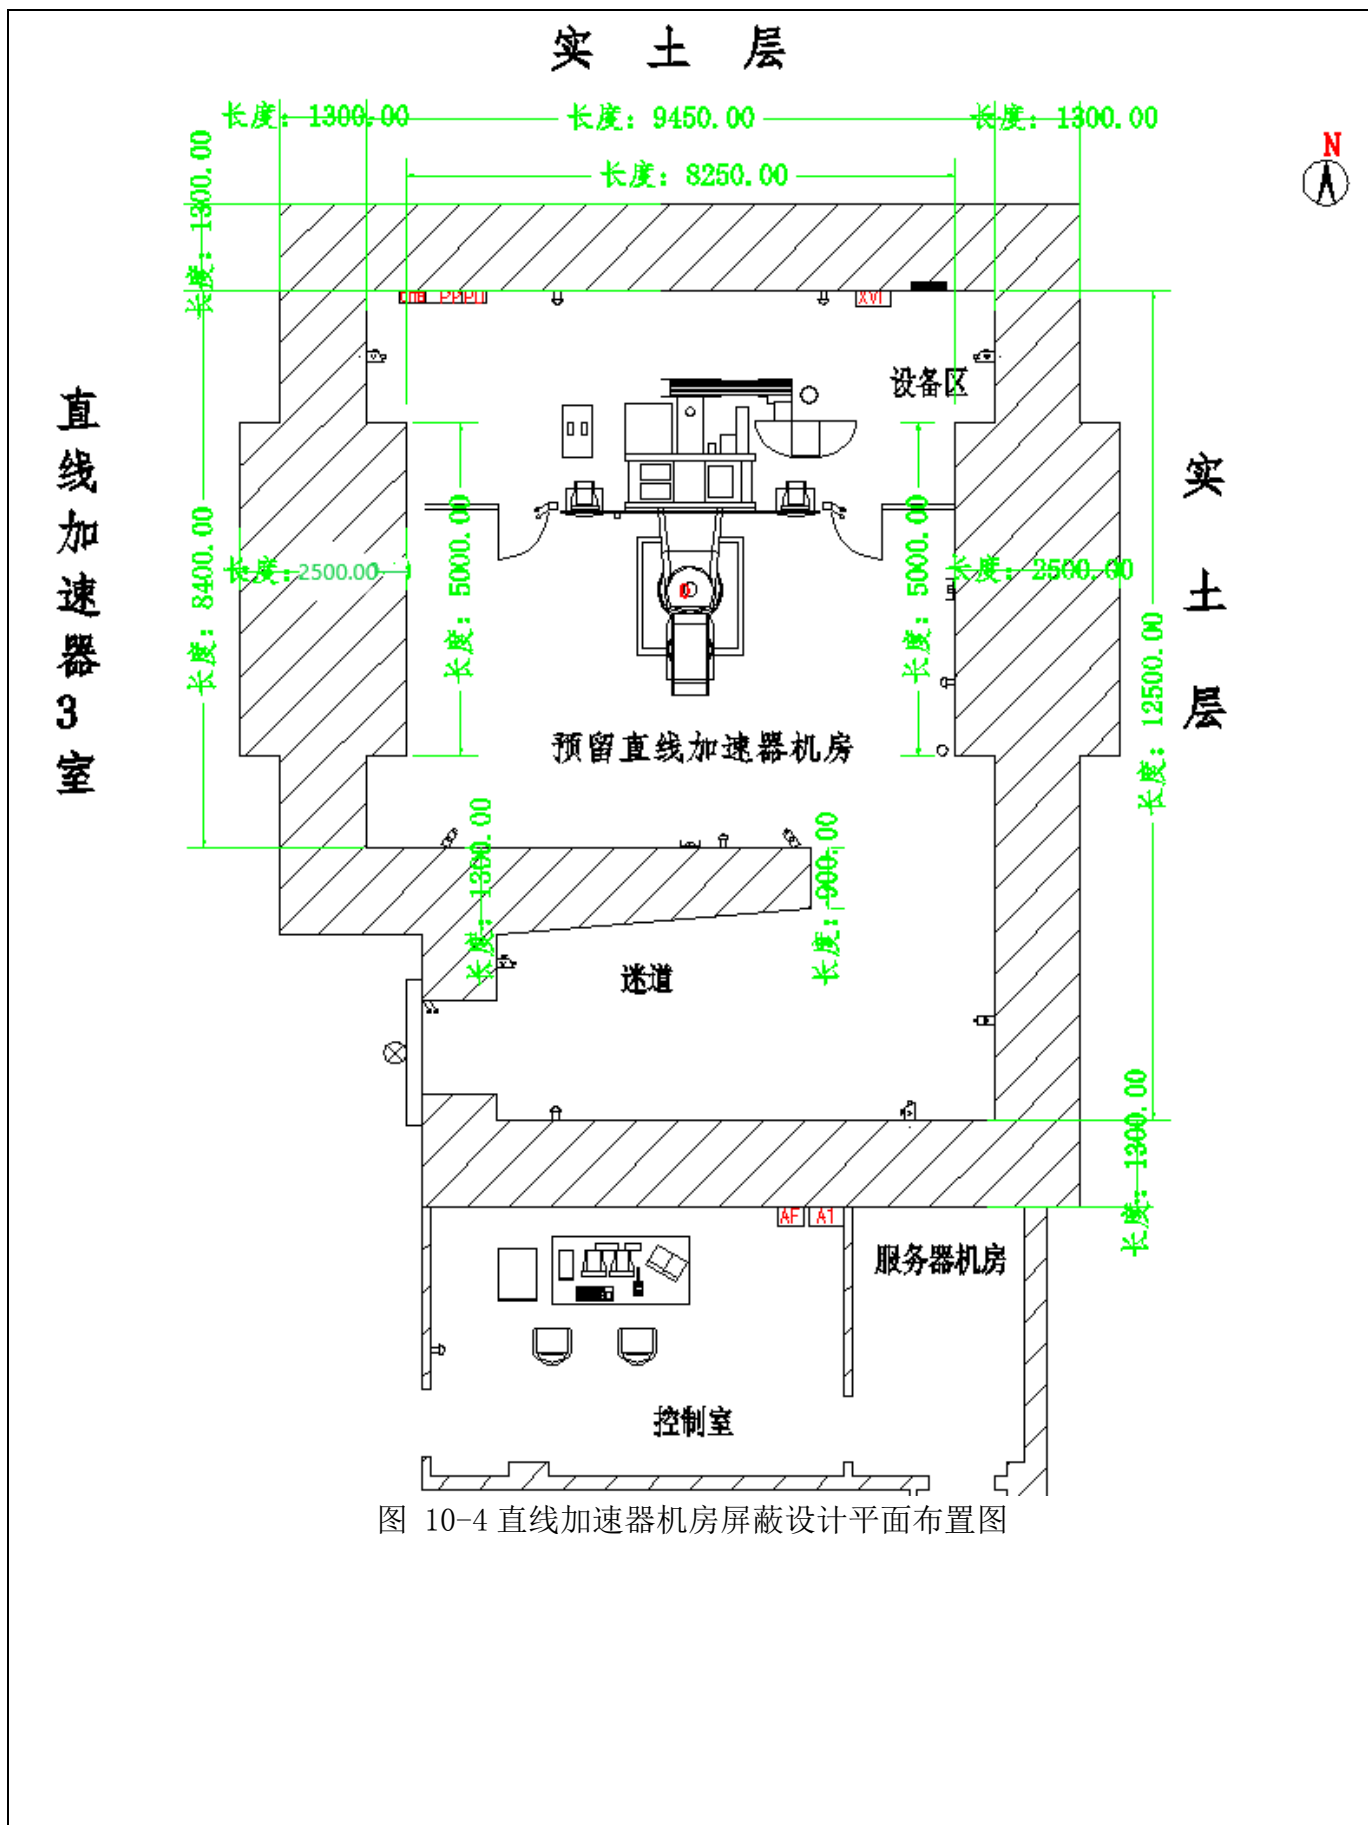 实 土 层
长度: 1300.00
长度: 9450.00
长度: 1300.00
长度: 8250.00
N
长度: 1300.00
PP
PU
XVI
设备区
直线加速器3室
实土层
长度: 8400.00
长度: 2500.00
长度: 5000.00
长度: 5000.00
长度: 2500.00
长度: 12500.00
预留直线加速器机房
长度: 1300.00
长度: 900.00
迷道
长度: 1300.00
AF
A1
服务器机房
控制室
图 10-4 直线加速器机房屏蔽设计平面布置图